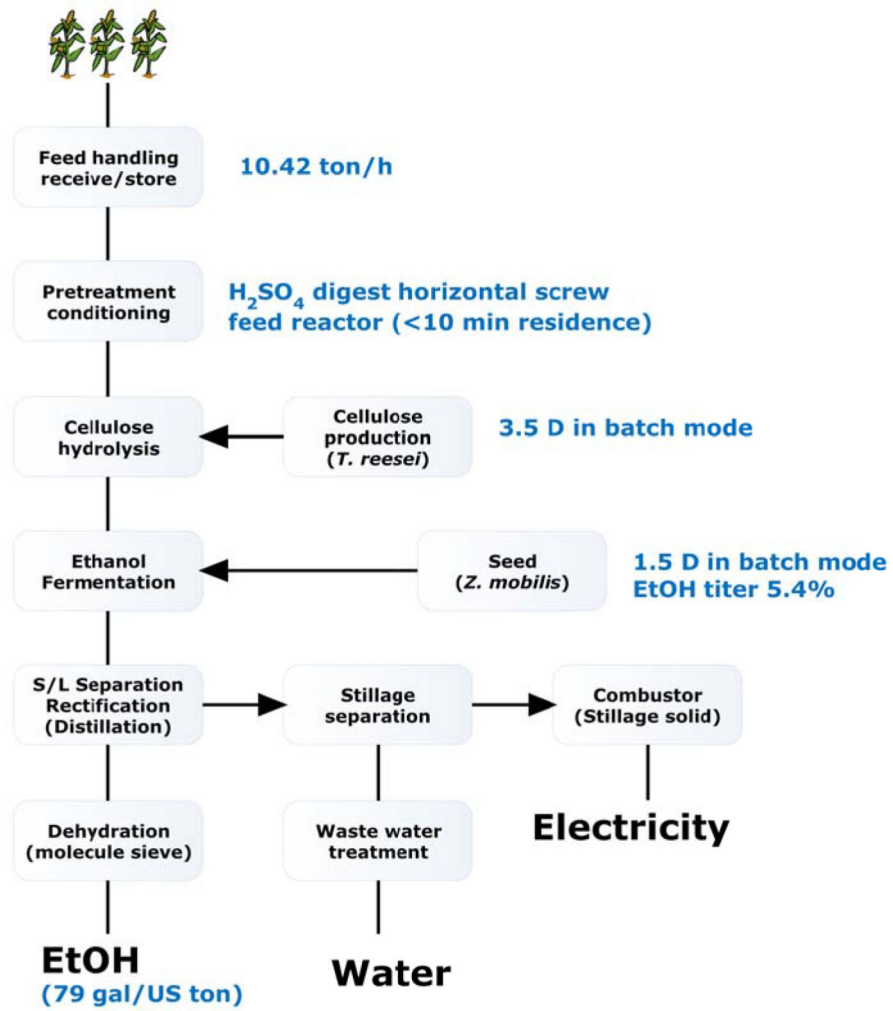 Feed handling
receive/store
10.42 ton/h
Pretreatment
conditioning
H₂SO₄ digest horizontal screw
feed reactor (<10 min residence)
Cellulose
hydrolysis
Cellulose
production
(T. reesei)
3.5 D in batch mode
Ethanol
Fermentation
Seed
(Z. mobilis)
1.5 D in batch mode
EtOH titer 5.4%
S/L Separation
Rectification
(Distillation)
Stillage
separation
Combustor
(Stillage solid)
Dehydration
(molecule sieve)
Waste water
treatment
Electricity
EtOH
(79 gal/US ton)
Water